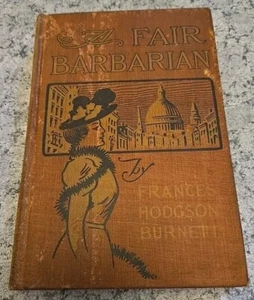 A FAIR
BARBARIAN
By
FRANCES
HODGSON
BURNETT